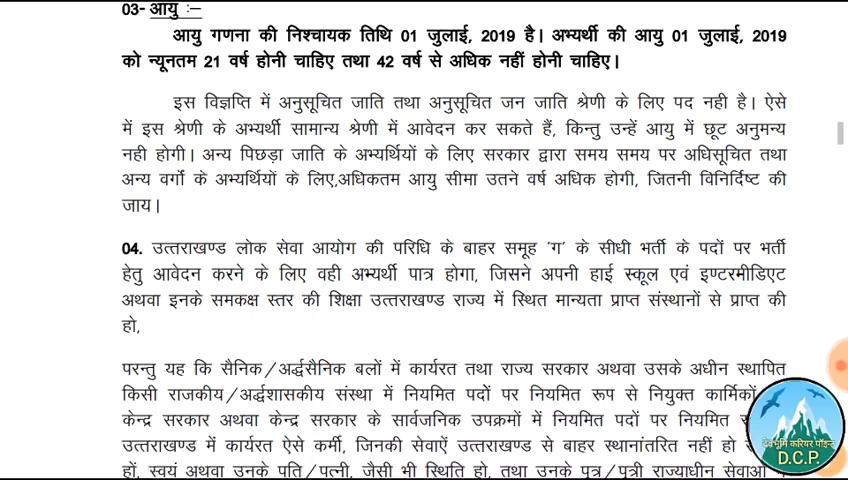 03- आयु :–
आयु गणना की निश्चायक तिथि 01 जुलाई, 2019 है। अभ्यर्थी की आयु 01 जुलाई, 2019
को न्यूनतम 21 वर्ष होनी चाहिए तथा 42 वर्ष से अधिक नहीं होनी चाहिए।
इस विज्ञप्ति में अनुसूचित जाति तथा अनुसूचित जन जाति श्रेणी के लिए पद नही है। ऐसे
में इस श्रेणी के अभ्यर्थी सामान्य श्रेणी में आवेदन कर सकते हैं, किन्तु उन्हें आयु में छूट अनुमन्य
नही होगी। अन्य पिछड़ा जाति के अभ्यर्थियों के लिए सरकार द्वारा समय समय पर अधिसूचित तथा
अन्य वर्गो के अभ्यर्थियों के लिए,अधिकतम आयु सीमा उतने वर्ष अधिक होगी, जितनी विनिर्दिष्ट की
जाय।
04. उत्तराखण्ड लोक सेवा आयोग की परिधि के बाहर समूह 'ग' के सीधी भर्ती के पदों पर भर्ती
हेतु आवेदन करने के लिए वही अभ्यर्थी पात्र होगा, जिसने अपनी हाई स्कूल एवं इण्टरमीडिएट
अथवा इनके समकक्ष स्तर की शिक्षा उत्तराखण्ड राज्य में स्थित मान्यता प्राप्त संस्थानों से प्राप्त की
हो,
परन्तु यह कि सैनिक/अर्द्धसैनिक बलों में कार्यरत तथा राज्य सरकार अथवा उसके अधीन स्थापित
किसी राजकीय/अर्द्धशासकीय संस्था में नियमित पदों पर नियमित रूप से नियुक्त कार्मिकों
केन्द्र सरकार अथवा केन्द्र सरकार के सार्वजनिक उपक्रमों में नियमित पदों पर नियमित
उत्तराखण्ड में कार्यरत ऐसे कर्मी, जिनकी सेवाऐं उत्तराखण्ड से बाहर स्थानांतरित नहीं हो
हों, स्वयं अथवा उनके पति/पत्नी, जैसी भी स्थिति हो, तथा उनके पुत्र/पुत्री राज्याधीन सेवाओं
देवभूमि करियर पॉइन्ट
D.C.P.